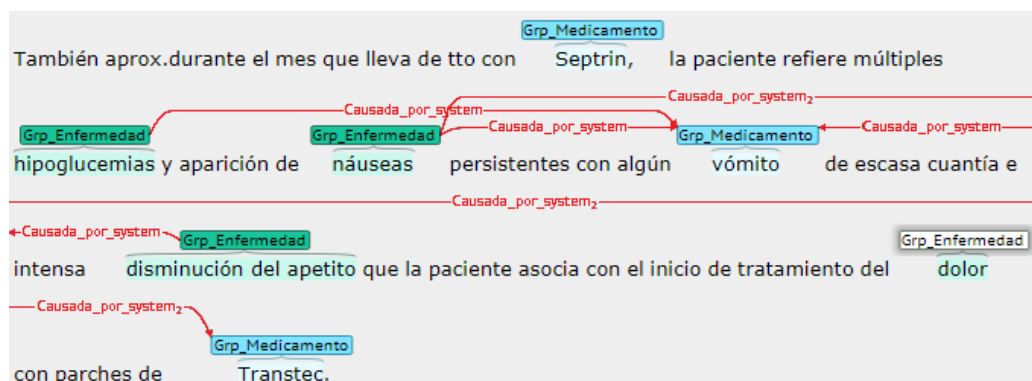 Grp_Medicamento
También aprox.durante el mes que lleva de tto con Septrin, la paciente refiere múltiples
Causada_por_system₂
Causada_por_system
Causada_por_system Causada_por_system
Grp_Enfermedad Grp_Enfermedad Grp_Medicamento
hipoglucemias y aparición de náuseas persistentes con algún vómito de escasa cuantía e
Causada_por_system₂
Causada_por_system Grp_Enfermedad Grp_Enfermedad
intensa disminución del apetito que la paciente asocia con el inicio de tratamiento del dolor
Causada_por_system₂
Grp_Medicamento
con parches de Transtec.